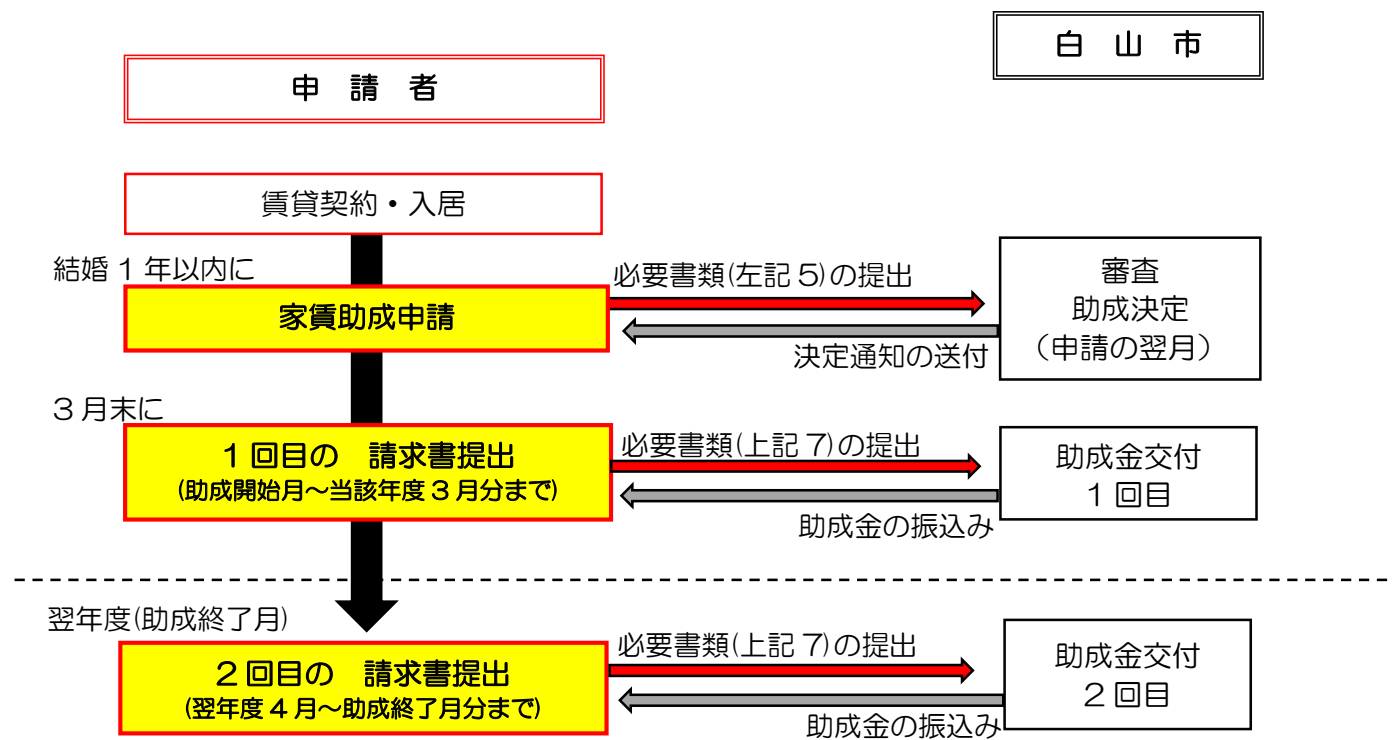 白 山 市
申 請 者
賃貸契約・入居
結婚 1 年以内に
家賃助成申請
必要書類(左記 5)の提出
決定通知の送付
審査
助成決定
(申請の翌月)
3 月末に
1 回目の 請求書提出
(助成開始月~当該年度 3 月分まで)
必要書類(上記 7)の提出
助成金の振込み
助成金交付
1 回目
翌年度(助成終了月)
2 回目の 請求書提出
(翌年度 4 月~助成終了月分まで)
必要書類(上記 7)の提出
助成金の振込み
助成金交付
2 回目